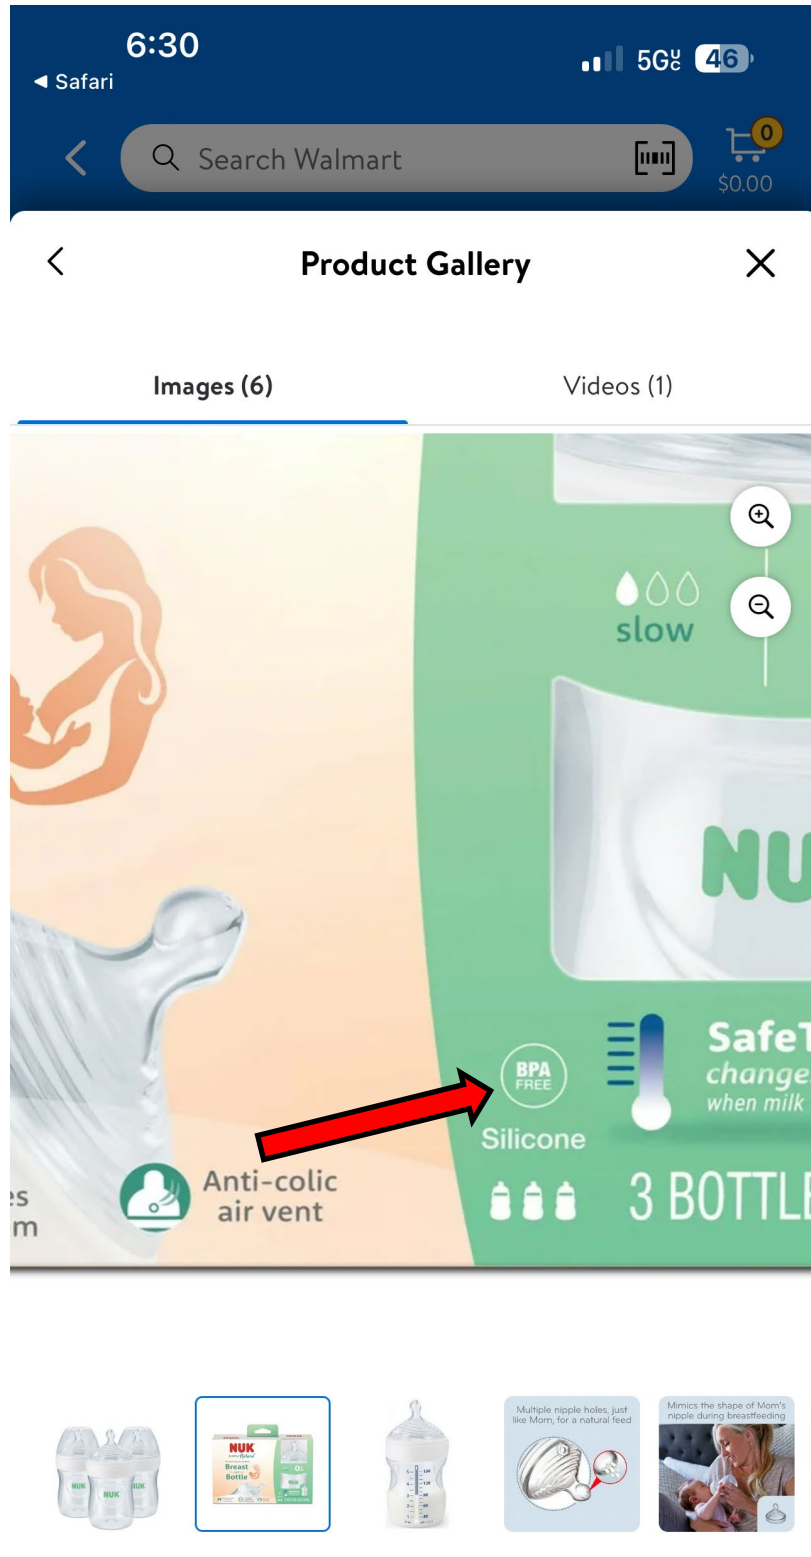 6:30
Safari
5G
46
Search Walmart
0
$0.00
Product Gallery
Images (6)
Videos (1)
slow
NU
BPA
FREE
SafeT
change
when milk
Silicone
Anti-colic
air vent
es
m
3 BOTTLE
NUK
NUK
NUK
NUK
Breast
Bottle
Multiple nipple holes, just
like Mom, for a natural feed
Mimics the shape of Mom's
nipple during breastfeeding